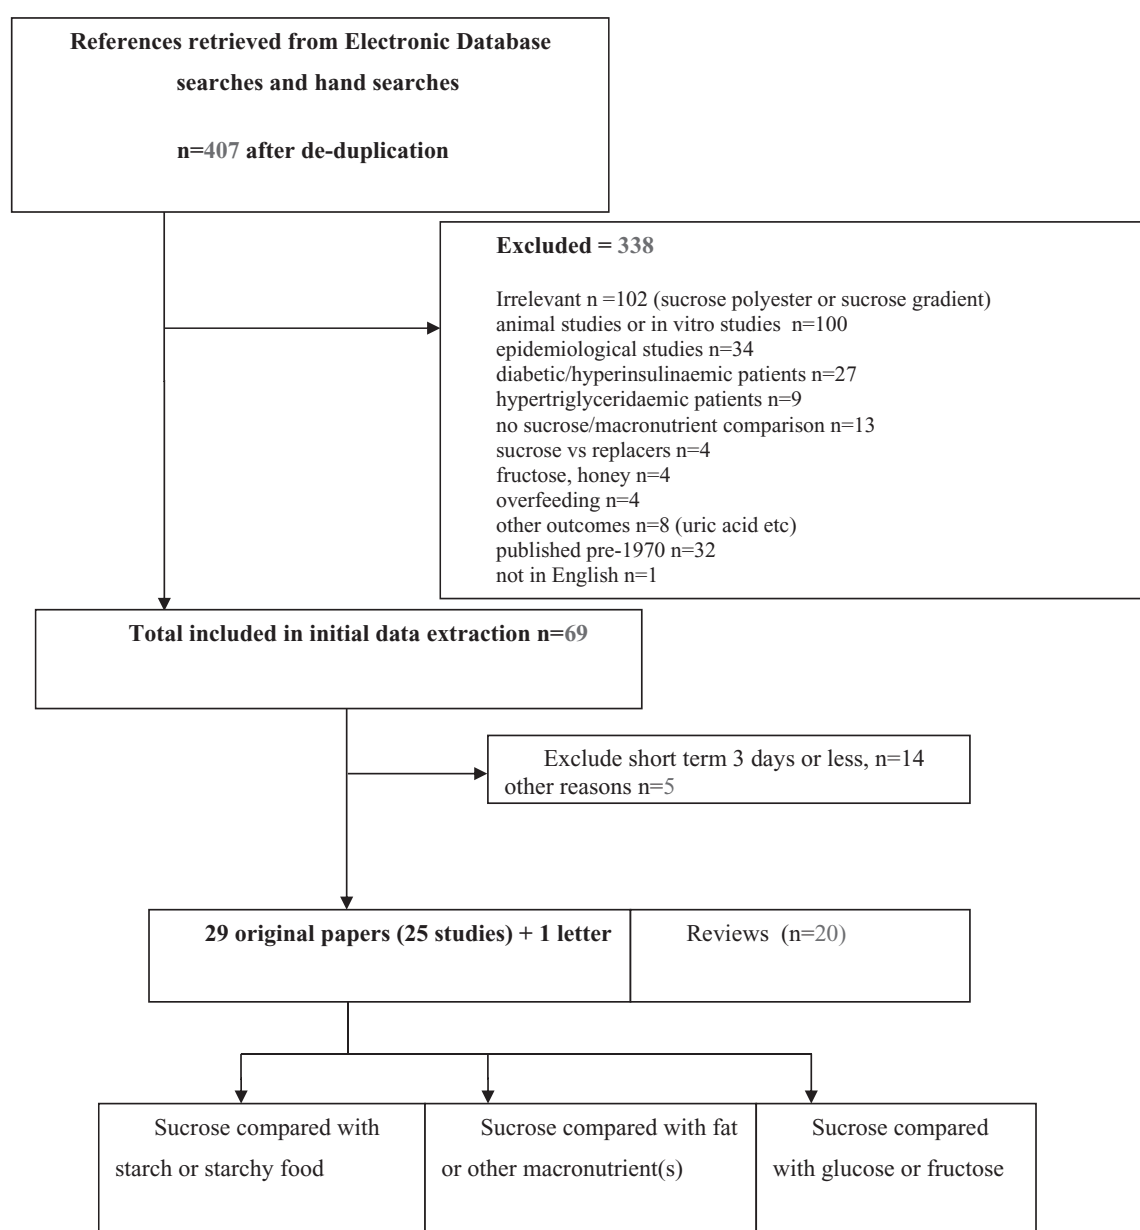 References retrieved from Electronic Database
searches and hand searches
n=407 after de-duplication
Excluded = 338
Irrelevant n =102 (sucrose polyester or sucrose gradient)
animal studies or in vitro studies n=100
epidemiological studies n=34
diabetic/hyperinsulinaemic patients n=27
hypertriglyceridaemic patients n=9
no sucrose/macronutrient comparison n=13
sucrose vs replacers n=4
fructose, honey n=4
overfeeding n=4
other outcomes n=8 (uric acid etc)
published pre-1970 n=32
not in English n=1
Total included in initial data extraction n=69
Exclude short term 3 days or less, n=14
other reasons n=5
29 original papers (25 studies) + 1 letter
Reviews (n=20)
Sucrose compared with
starch or starchy food
Sucrose compared with fat
or other macronutrient(s)
Sucrose compared
with glucose or fructose